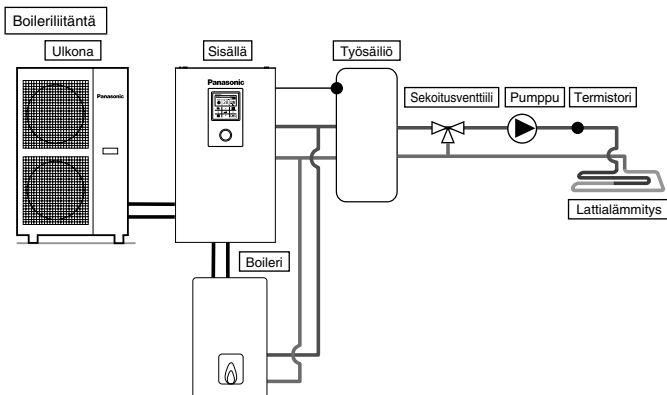 Boileriliitäntä
Ulkona
Sisällä
Työsäiliö
Sekoitusventtiili
Pumppu
Termistori
Panasonic
Panasonic
Lattialämmitys
Boileri